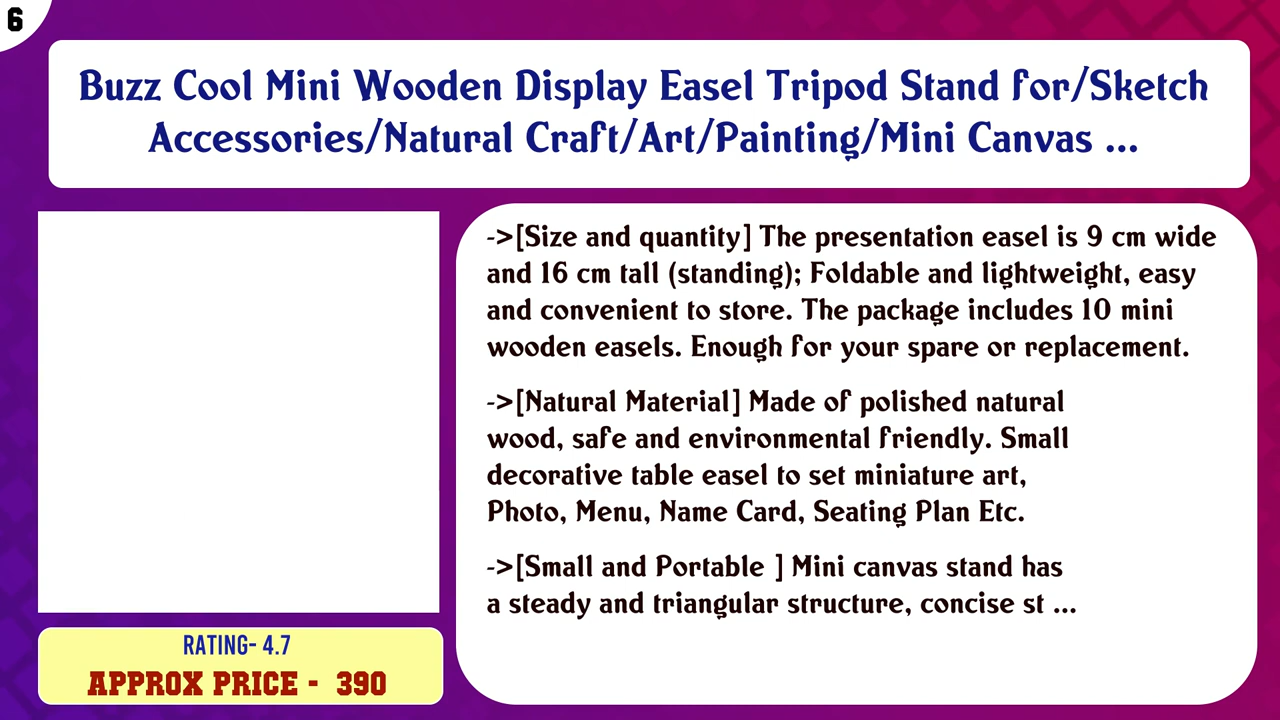 6
Buzz Cool Mini Wooden Display Easel Tripod Stand for/Sketch
Accessories/Natural Craft/Art/Painting/Mini Canvas ...
->[Size and quantity] The presentation easel is 9 cm wide
and 16 cm tall (standing); Foldable and lightweight, easy
and convenient to store. The package includes 10 mini
wooden easels. Enough for your spare or replacement.
->[Natural Material] Made of polished natural
wood, safe and environmental friendly. Small
decorative table easel to set miniature art,
Photo, Menu, Name Card, Seating Plan Etc.
->[Small and Portable ] Mini canvas stand has
a steady and triangular structure, concise st ...
RATING- 4.7
APPROX PRICE - 390